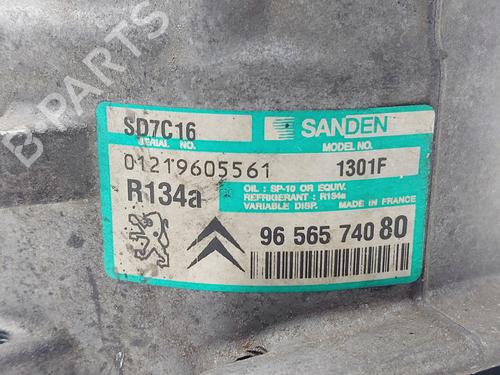 B-PARTS
SD7C16
SANDEN
SERIAL NO.
MODEL NO.
01219605561
1301F
R134a
OIL : SP-10 OR EQUIV.
REFRIGERANT : R134a
VARIABLE DISP. MADE IN FRANCE
96 565 740 80